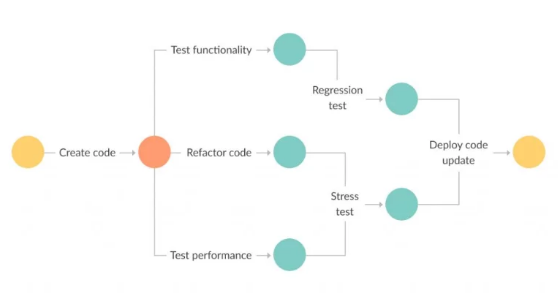 Test functionality
Regression
test
Create code
Refactor code
Deploy code
update
Stress
test
Test performance